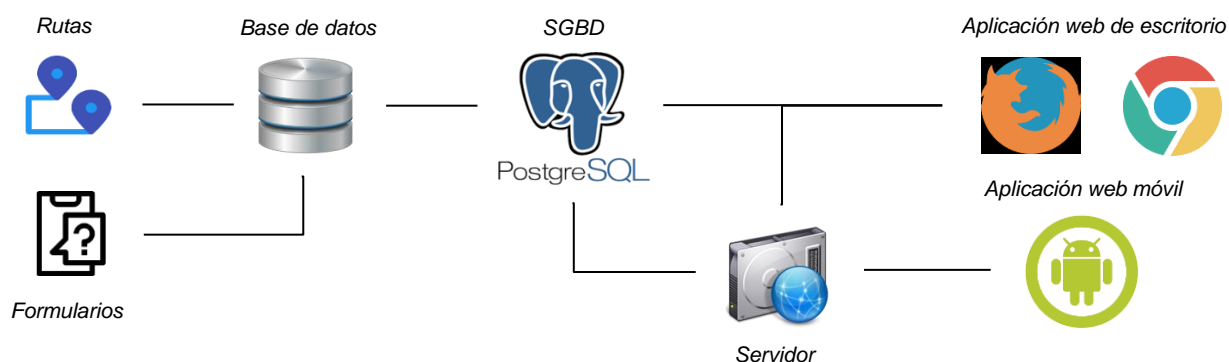 Rutas
Base de datos
SGBD
Aplicación web de escritorio
PostgreSQL
Aplicación web móvil
?
Formularios
Servidor